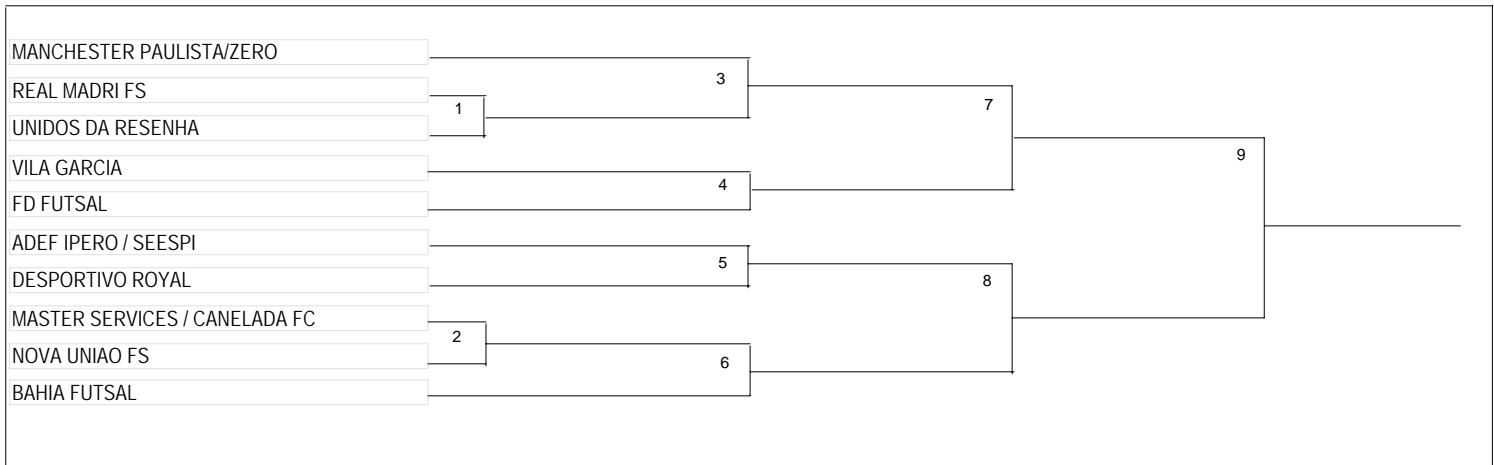 MANCHESTER PAULISTA/ZERO
REAL MADRI FS
UNIDOS DA RESENHA
VILA GARCIA
FD FUTSAL
ADEF IPERO / SEESPI
DESPORTIVO ROYAL
MASTER SERVICES / CANELADA FC
NOVA UNIAO FS
BAHIA FUTSAL
1
2
3
4
5
6
7
8
9